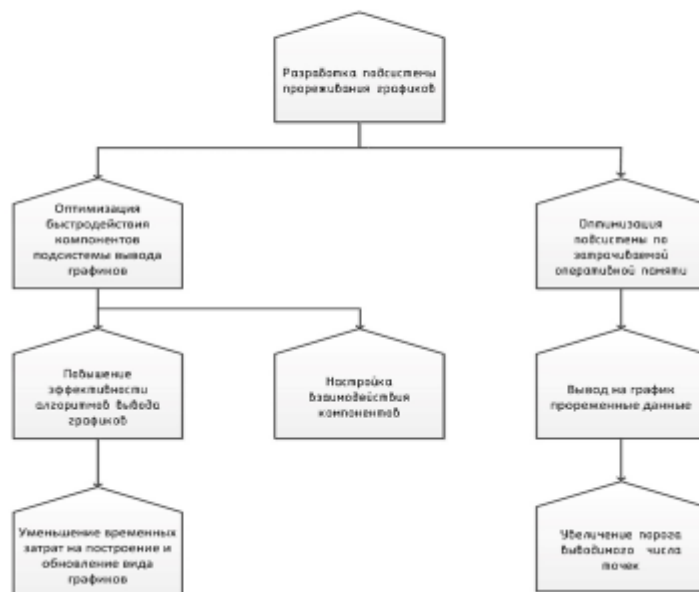 Разработка подсистемы
прореживания графиков
Оптимизация
быстродействия
компонентов
подсистемы вывода
графиков
Оптимизация
подсистемы по
затрачиваемой
оперативной памяти
Повышение
эффективности
алгоритмов вывода
графиков
Настройка
взаимодействия
компонентов
Вывод на график
прореженные данные
Уменьшение временных
затрат на построение и
обновление вида
графиков
Увеличение порога
выводимого числа
точек